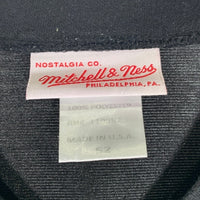 NOSTALGIA CO.
Mitchell & Ness
PHILADELPHIA, PA.
100% POLYESTER
MADE IN U.S.A.
52